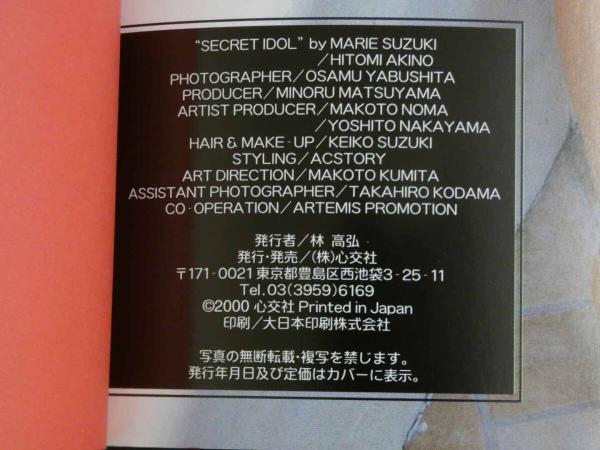 “SECRET IDOL” by MARIE SUZUKI
/HITOMI AKINO
PHOTOGRAPHER/OSAMU YABUSHITA
PRODUCER/MINORU MATSUYAMA
ARTIST PRODUCER/MAKOTO NOMA
/YOSHITO NAKAYAMA
HAIR & MAKE-UP/KEIKO SUZUKI
STYLING/ACSTORY
ART DIRECTION/MAKOTO KUMITA
ASSISTANT PHOTOGRAPHER/TAKAHIRO KODAMA
CO-OPERATION/ARTEMIS PROMOTION
発行者/林 高弘
発行・発売/(株)心交社
〒171-0021 東京都豊島区西池袋3-25-11
Tel. 03(3959)6169
©2000 心交社 Printed in Japan
印刷/大日本印刷株式会社
写真の無断転載・複写を禁じます。
発行年月日及び定価はカバーに表示。